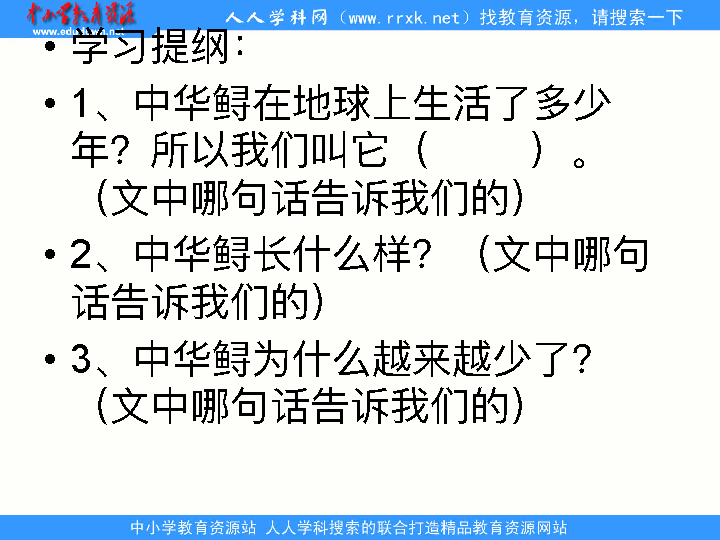 中小学教育资源
人人学科网（www.rrxk.net）找教育资源，请搜索一下
• 学习提纲：
• 1、中华鲟在地球上生活了多少
年？所以我们叫它（ ）。
（文中哪句话告诉我们的）
• 2、中华鲟长什么样？（文中哪句
话告诉我们的）
• 3、中华鲟为什么越来越少了？
（文中哪句话告诉我们的）
中小学教育资源站 人人学科搜索的联合打造精品教育资源网站